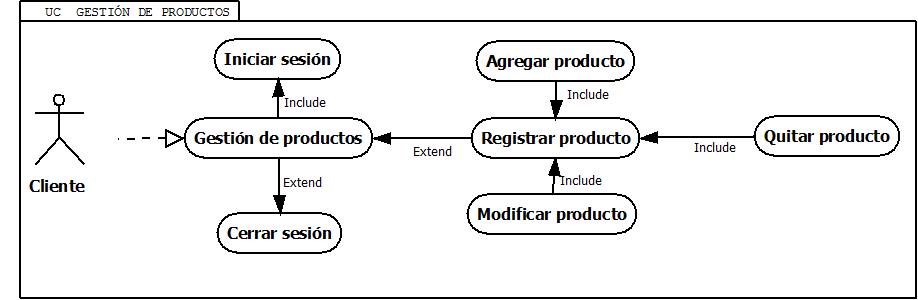 UC GESTIÓN DE PRODUCTOS
Iniciar sesión
Agregar producto
Include
Include
Cliente
Gestión de productos
Extend
Registrar producto
Include
Quitar producto
Extend
Include
Cerrar sesión
Modificar producto